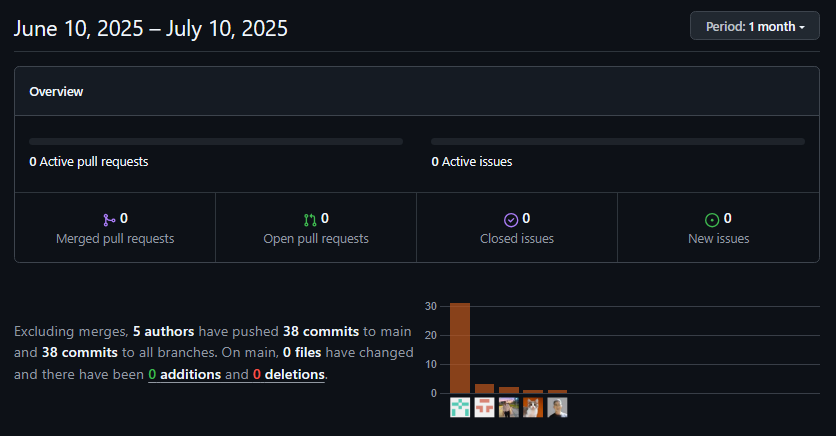 June 10, 2025 – July 10, 2025
Period: 1 month
Overview
0 Active pull requests
0 Active issues
0
Merged pull requests
0
Open pull requests
0
Closed issues
0
New issues
Excluding merges, 5 authors have pushed 38 commits to main
and 38 commits to all branches. On main, 0 files have changed
and there have been 0 additions and 0 deletions.
30
20
10
0